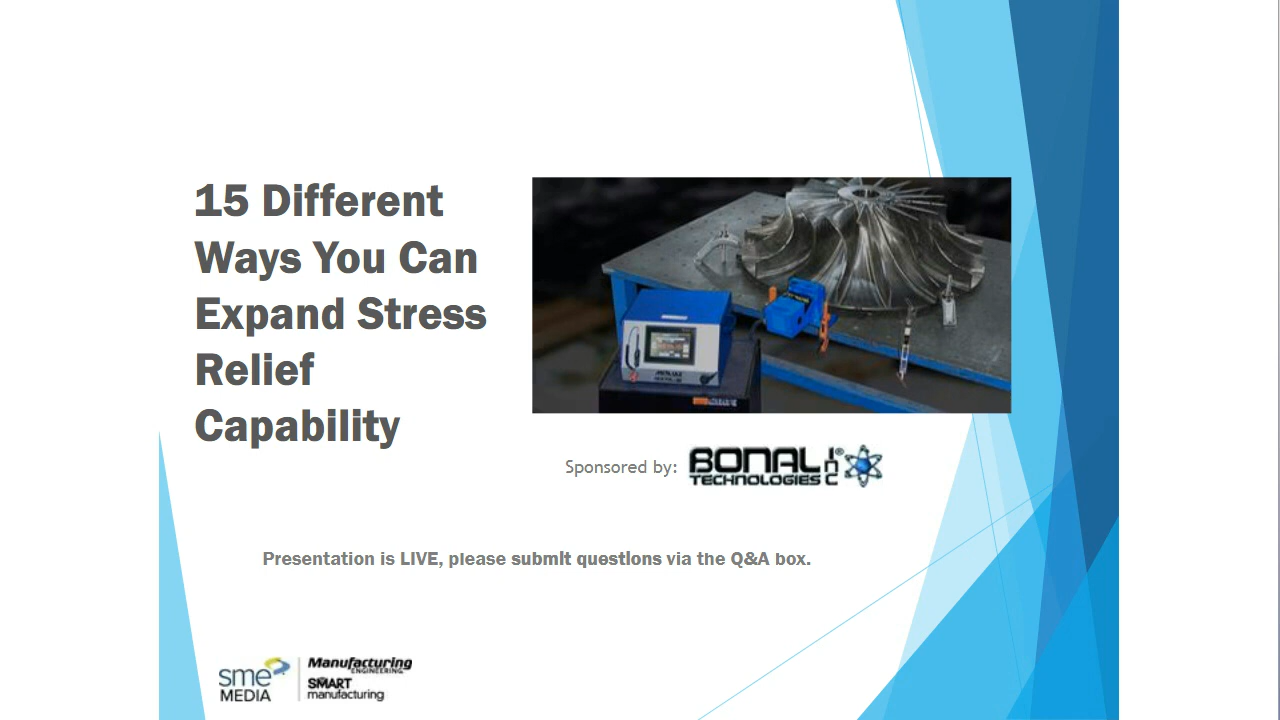 15 Different
Ways You Can
Expand Stress
Relief
Capability
Sponsored by:
BONAL INC®
TECHNOLOGIES
Presentation is LIVE, please submit questions via the Q&A box.
sme
MEDIA
Manufacturing
ENGINEERING
SMART
manufacturing